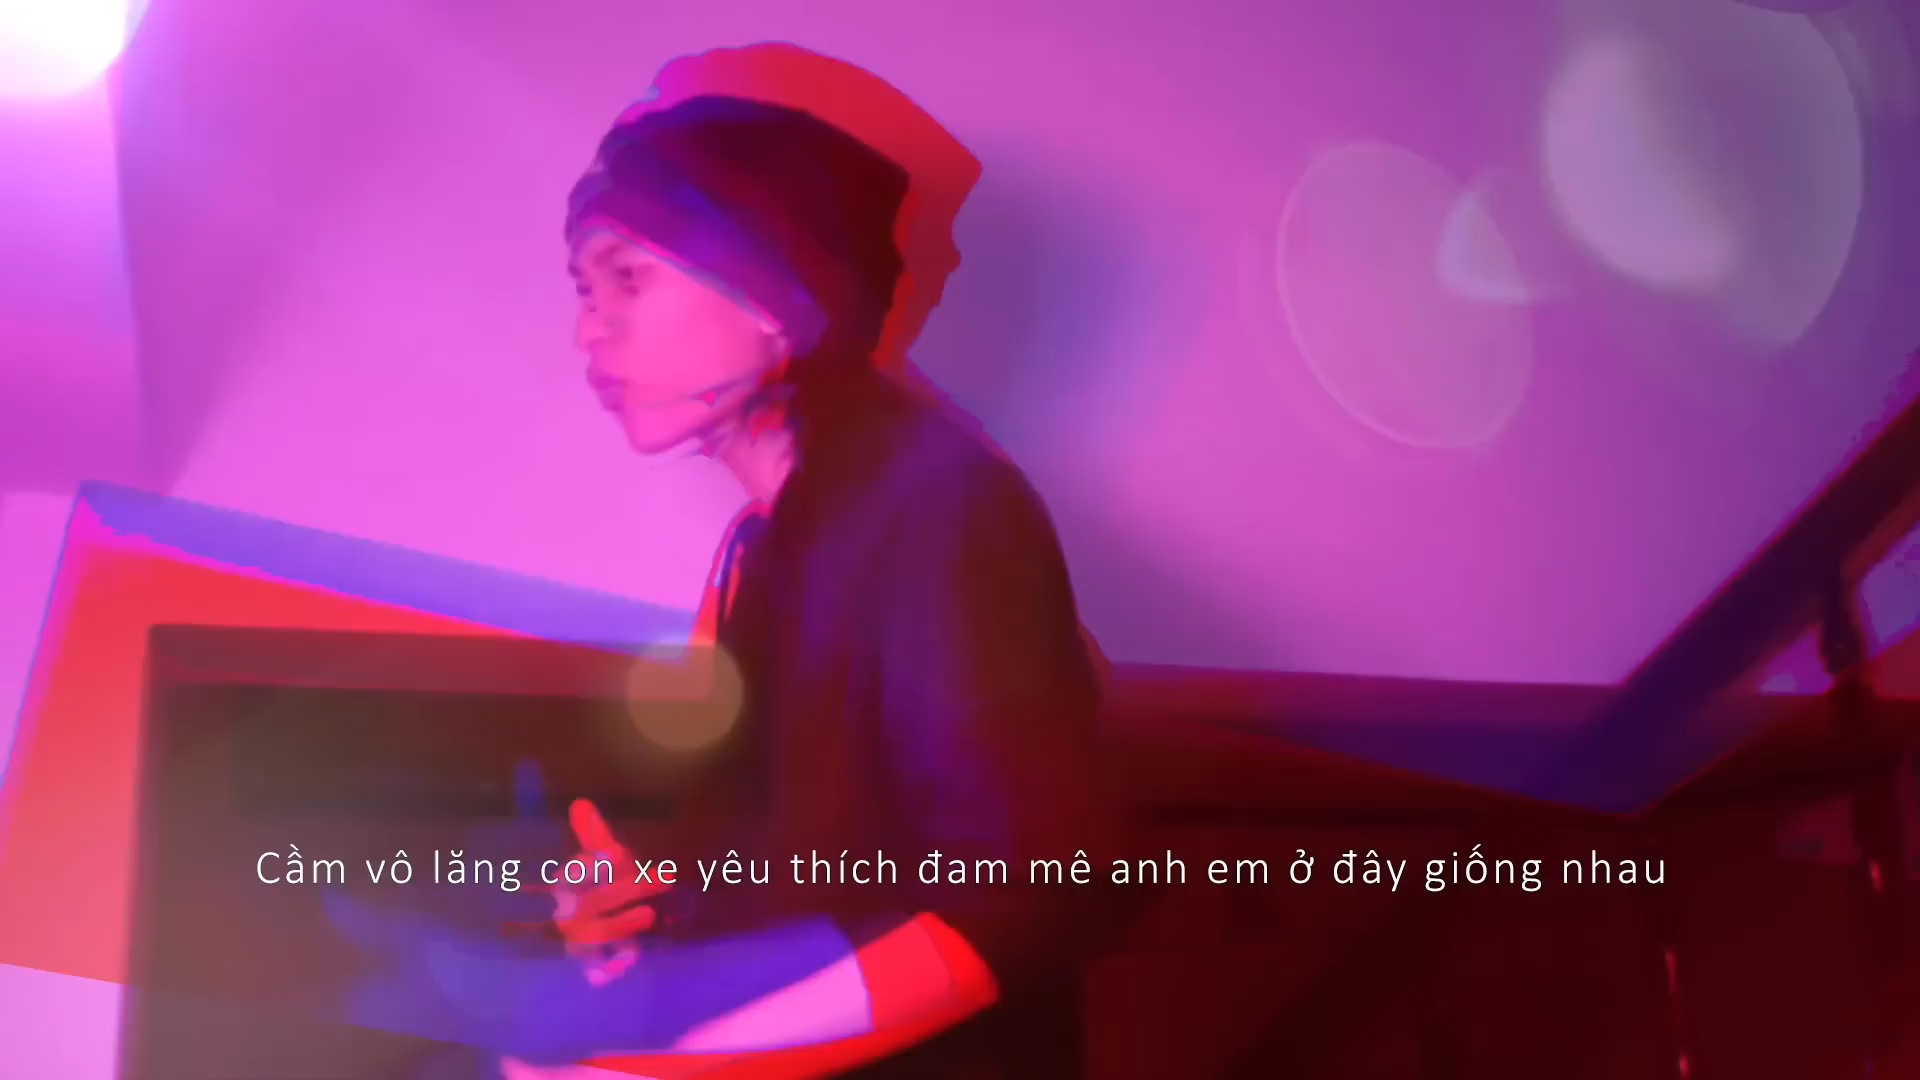 Cầm vô lăng con xe yêu thích đam mê anh em ở đây giống nhau